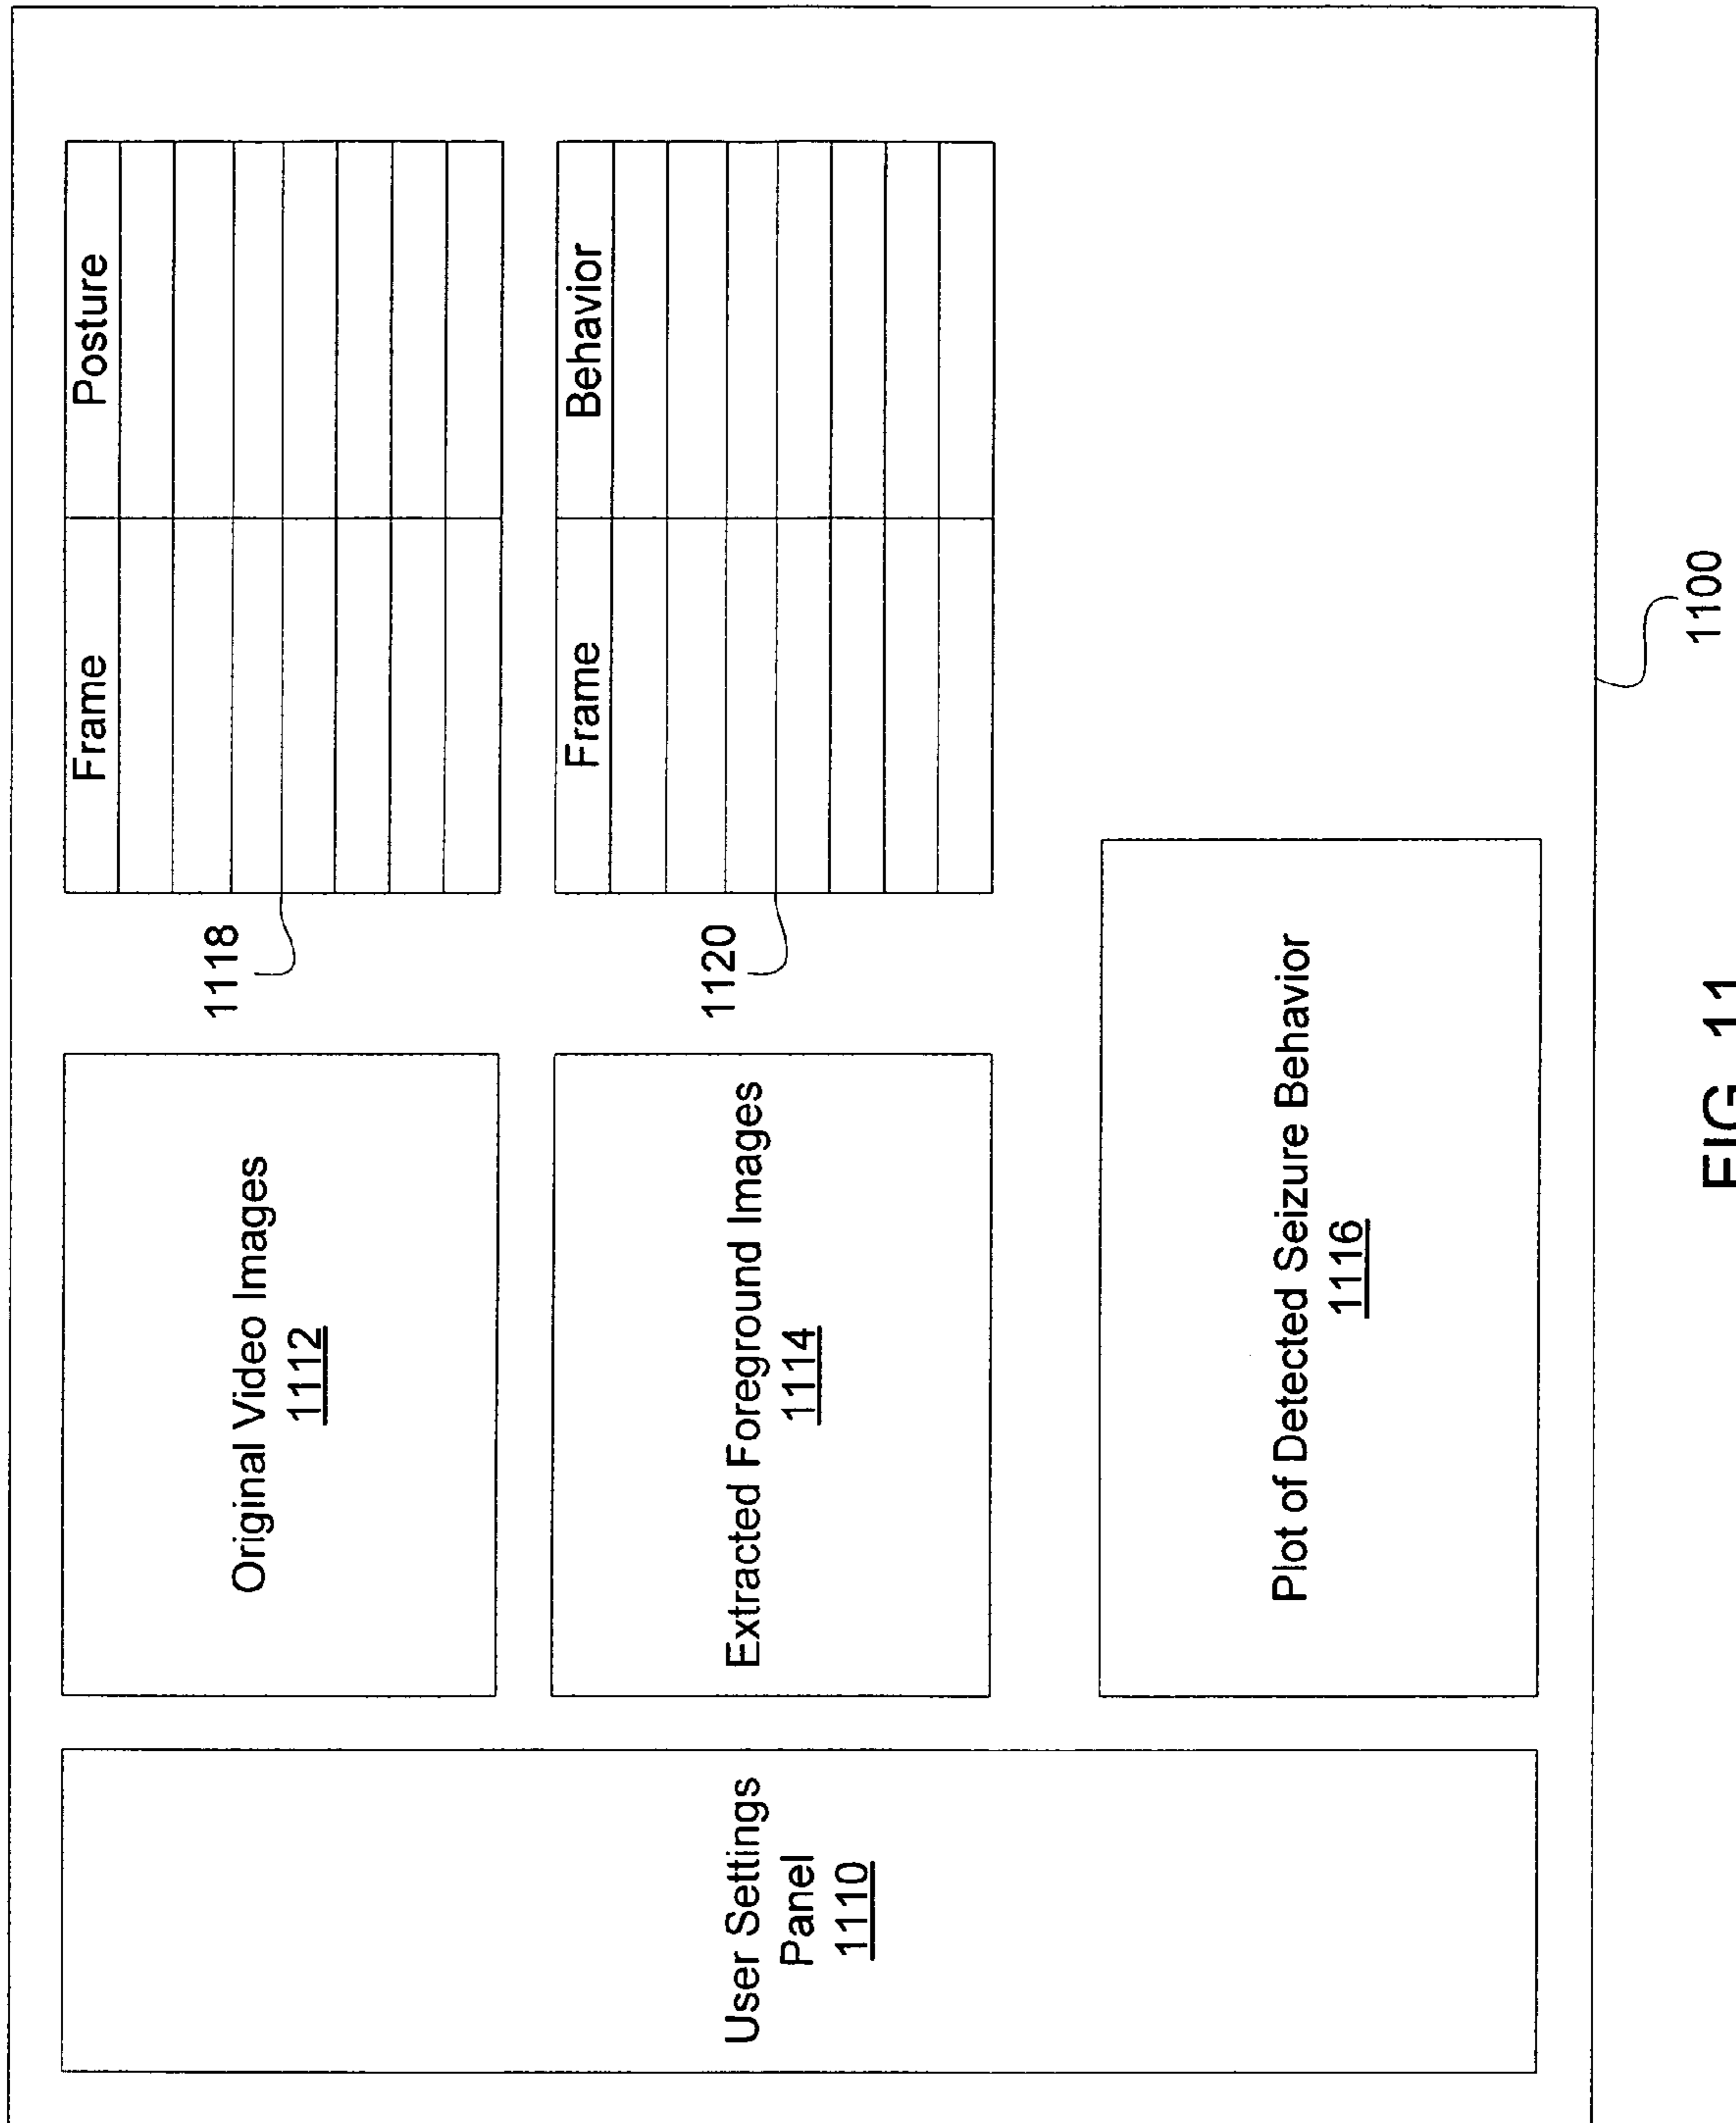 User Settings
Panel
1110
Original Video Images
1112
Extracted Foreground Images
1114
Plot of Detected Seizure Behavior
1116
1118
Frame
Posture
1120
Frame
Behavior
1100
FIG. 11